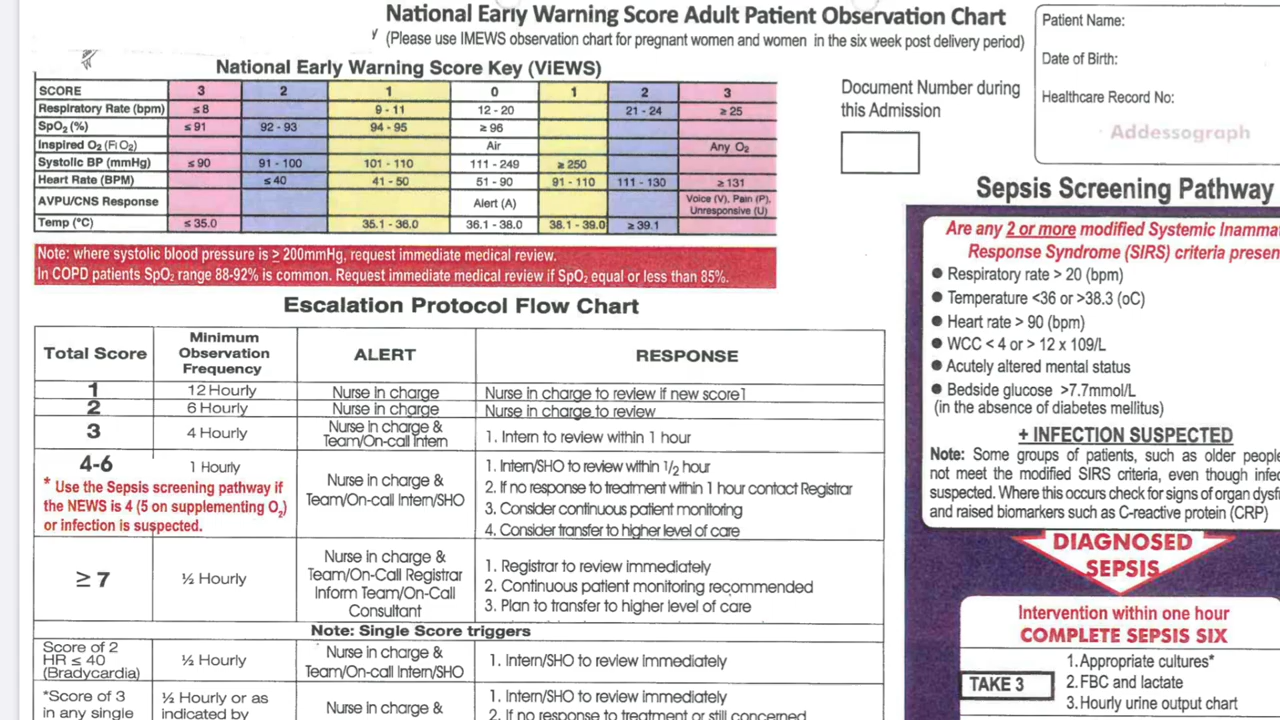 National Early Warning Score Adult Patient Observation Chart
(Please use IMEWS observation chart for pregnant women and women in the six week post delivery period)
National Early Warning Score Key (ViEWS)
SCORE 3 2 1 0 1 2 3
Respiratory Rate (bpm) ≤8 9 - 11 12 - 20 21 - 24 ≥ 25
SpO₂ (%) ≤ 91 92 - 93 94 - 95 ≥ 96
Inspired O₂ (Fi O₂) Air Any O₂
Systolic BP (mmHg) ≤ 90 91 - 100 101 - 110 111 - 249 ≥ 250
Heart Rate (BPM) ≤ 40 41 - 50 51 - 90 91 - 110 111 - 130 ≥131
AVPU/CNS Response Alert (A) Voice (V), Pain (P), Unresponsive (U)
Temp (°C) ≤ 35.0 35.1 - 36.0 36.1 - 38.0 38.1 - 39.0 ≥ 39.1
Note: where systolic blood pressure is ≥ 200mmHg, request immediate medical review.
In COPD patients SpO₂ range 88-92% is common. Request immediate medical review if SpO₂ equal or less than 85%.
Document Number during
this Admission
Patient Name:
Date of Birth:
Healthcare Record No:
Addessograph
Escalation Protocol Flow Chart
Total Score Minimum Observation Frequency ALERT RESPONSE
1 12 Hourly Nurse in charge Nurse in charge to review if new score1
2 6 Hourly Nurse in charge Nurse in charge to review
3 4 Hourly Nurse in charge & Team/On-call Intern 1. Intern to review within 1 hour
4-6 1 Hourly
* Use the Sepsis screening pathway if
the NEWS is 4 (5 on supplementing O₂)
or infection is suspected.
Nurse in charge &
Team/On-call Intern/SHO
1. Intern/SHO to review within 1/2 hour
2. If no response to treatment within 1 hour contact Registrar
3. Consider continuous patient monitoring
4. Consider transfer to higher level of care
≥ 7 ½ Hourly
Nurse in charge &
Team/On-Call Registrar
Inform Team/On-Call
Consultant
1. Registrar to review immediately
2. Continuous patient monitoring recommended
3. Plan to transfer to higher level of care
Note: Single Score triggers
Score of 2
HR ≤ 40
(Bradycardia)
½ Hourly
Nurse in charge &
Team/On-call Intern/SHO
1. Intern/SHO to review immediately
*Score of 3
in any single
½ Hourly or as
indicated by
Nurse in charge &
1. Intern/SHO to review immediately
2. If no response to treatment or still concerned
Sepsis Screening Pathway
Are any 2 or more modified Systemic
Response Syndrome (SIRS) criteria
● Respiratory rate > 20 (bpm)
● Temperature <36 or >38.3 (oC)
● Heart rate > 90 (bpm)
● WCC < 4 or > 12 x 109/L
● Acutely altered mental status
● Bedside glucose >7.7mmol/L
(in the absence of diabetes mellitus)
+ INFECTION SUSPECTED
Note: Some groups of patients, such as older
not meet the modified SIRS criteria, even though
suspected. Where this occurs check for signs of organ
and raised biomarkers such as C-reactive protein (CRP)
DIAGNOSED
SEPSIS
Intervention within one hour
COMPLETE SEPSIS SIX
TAKE 3
1.Appropriate cultures*
2.FBC and lactate
3.Hourly urine output chart